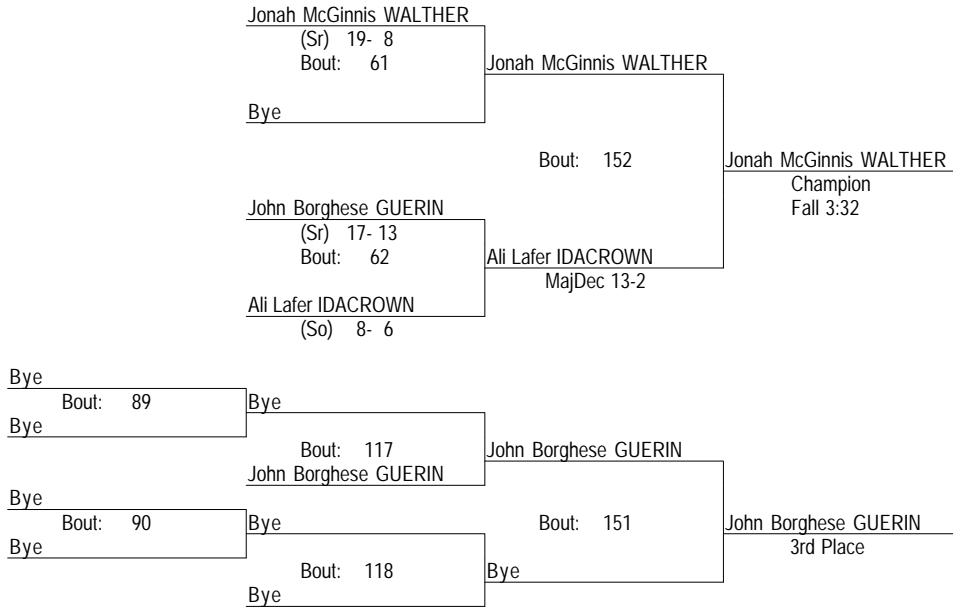 Jonah McGinnis WALTHER
(Sr) 19- 8
Bout: 61
Jonah McGinnis WALTHER
Bye
Bout: 152
Jonah McGinnis WALTHER
Champion
Fall 3:32
John Borghese GUERIN
(Sr) 17- 13
Bout: 62
Ali Lafer IDACROWN
MajDec 13-2
Ali Lafer IDACROWN
(So) 8- 6
Bye
Bout: 89
Bye
Bye
Bout: 117
John Borghese GUERIN
John Borghese GUERIN
Bye
Bout: 90
Bye
Bye
Bout: 151
John Borghese GUERIN
3rd Place
Bout: 118
Bye
Bye